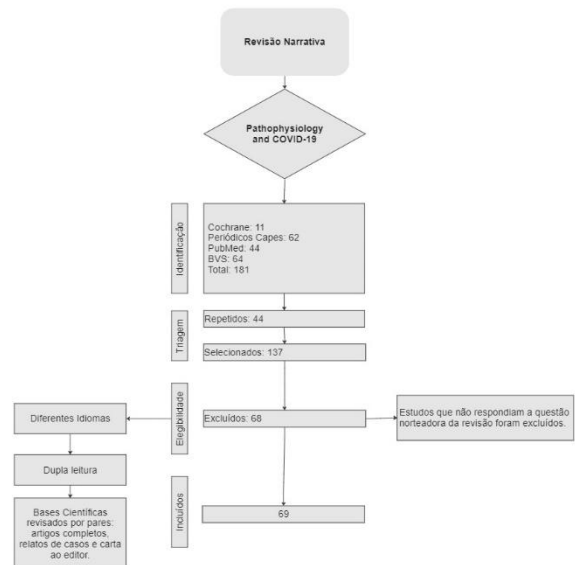 Revisão Narrativa
Pathophysiology
and COVID-19
Identificação
Cochrane: 11
Periódicos Capes: 62
PubMed: 44
BVS: 64
Total: 181
Triagem
Repetidos: 44
Selecionados: 137
Elegibilidade
Diferentes Idiomas
Excluídos: 68
Estudos que não respondiam a questão
norteadora da revisão foram excluídos.
Dupla leitura
Bases Científicas
revisados por pares:
artigos completos,
relatos de casos e carta
ao editor.
Incluídos
69